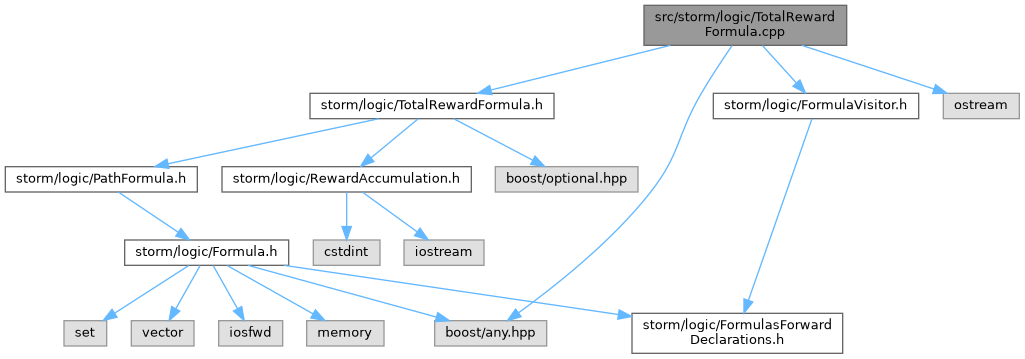 src/storm/logic/TotalReward
Formula.cpp
storm/logic/TotalRewardFormula.h
storm/logic/FormulaVisitor.h
ostream
storm/logic/PathFormula.h
storm/logic/RewardAccumulation.h
boost/optional.hpp
storm/logic/Formula.h
cstdint
iostream
set
vector
iosfwd
memory
boost/any.hpp
storm/logic/FormulasForward
Declarations.h